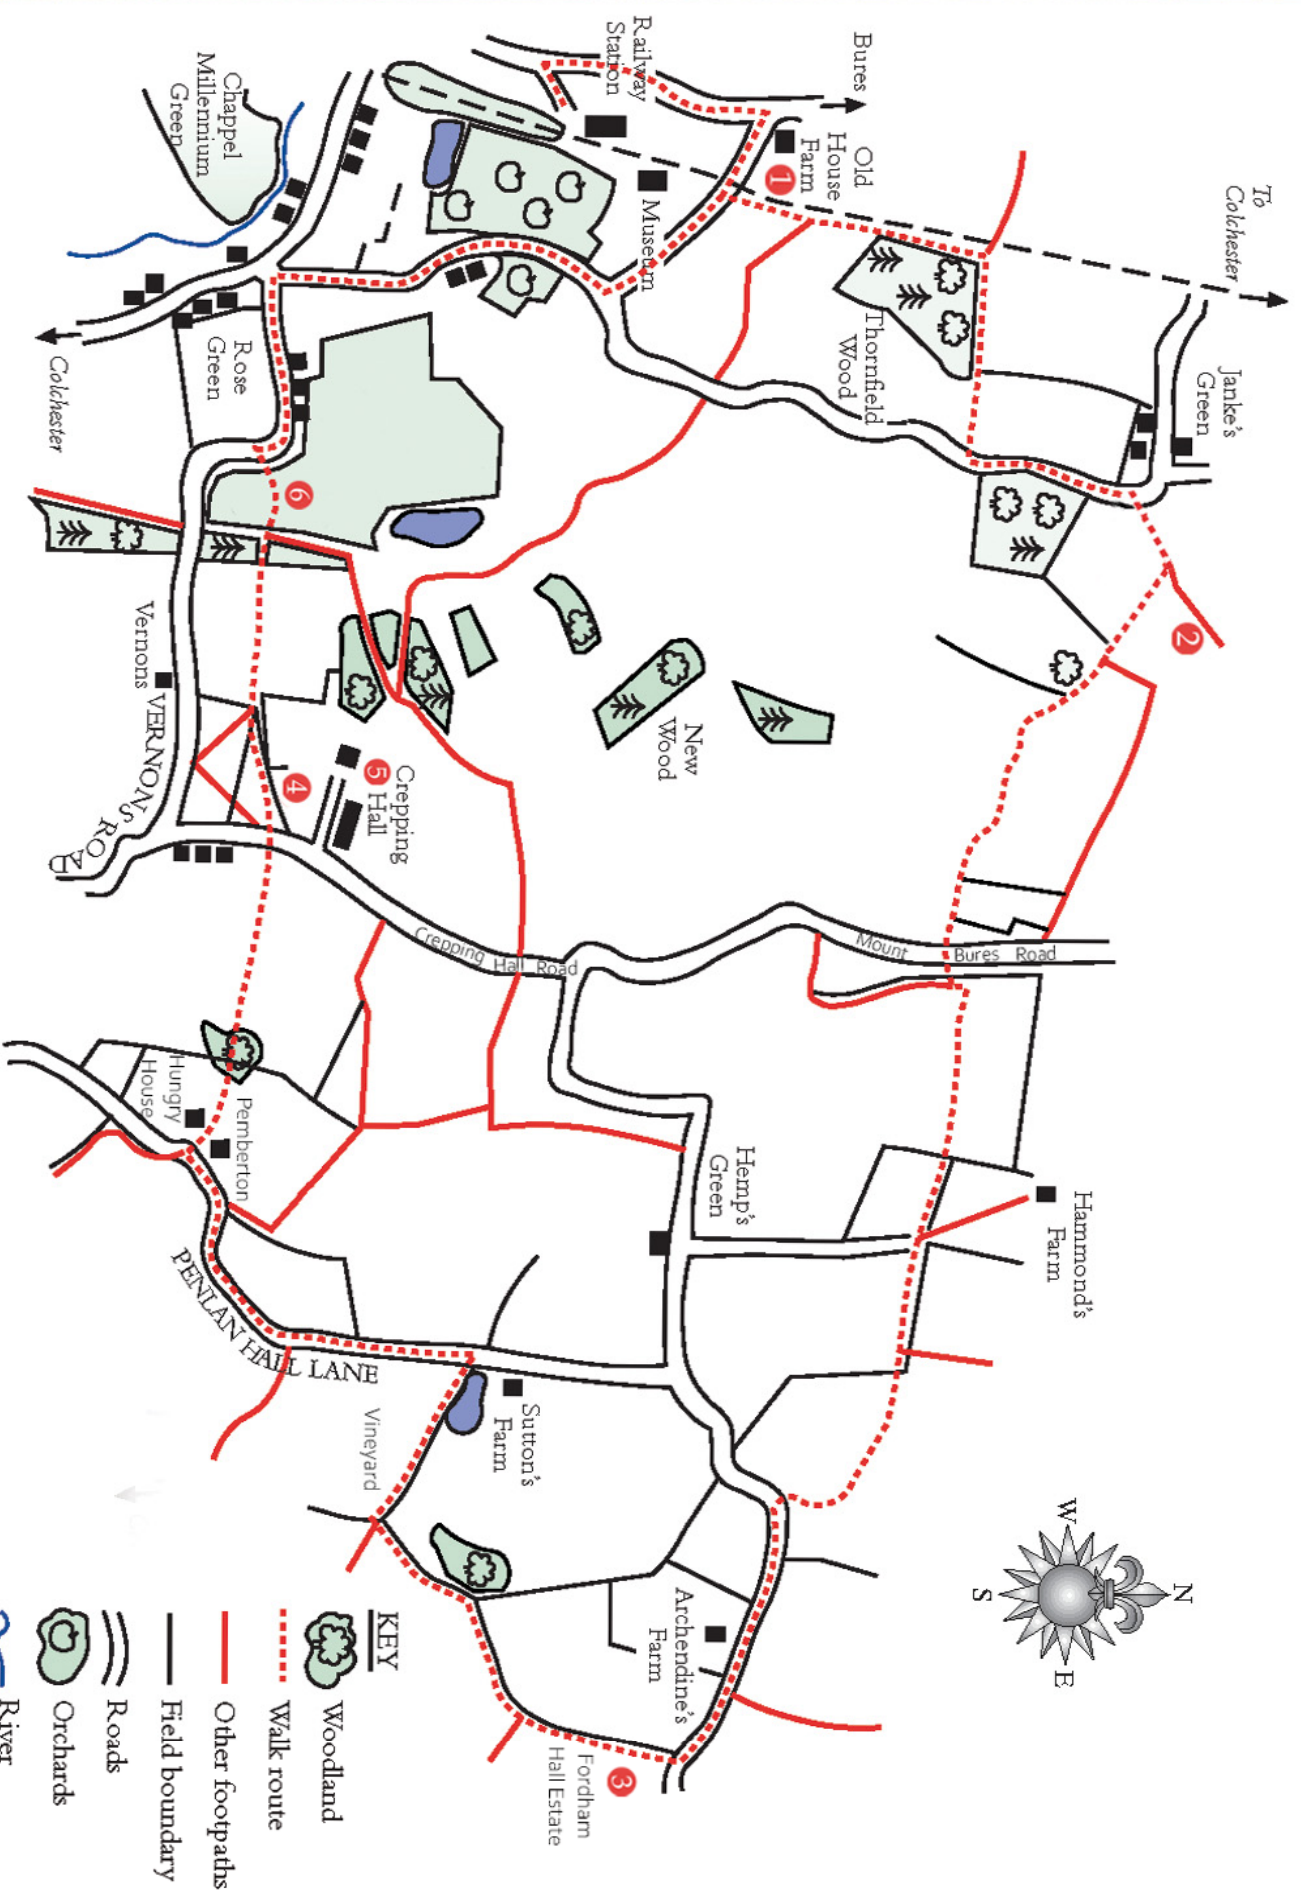 To
Colchester
Bures
Railway
Station
Old
House
Farm
1
Museum
Chappel
Millennium
Green
Thornfield
Wood
Janke's
Green
2
Rose
Green
Colchester
6
New
Wood
Vernons
VERNONS ROAD
4
5
Crepping
Hall
Crepping Hall Road
Mount Bures Road
Hungry
House
Pemberton
Hemp's
Green
Hammond's
Farm
PENLAN HALL LANE
Vineyard
Sutton's
Farm
Archendine's
Farm
Fordham
Hall Estate
3
N
E
S
W
KEY
Woodland
Walk route
Other footpaths
Field boundary
Roads
Orchards
River